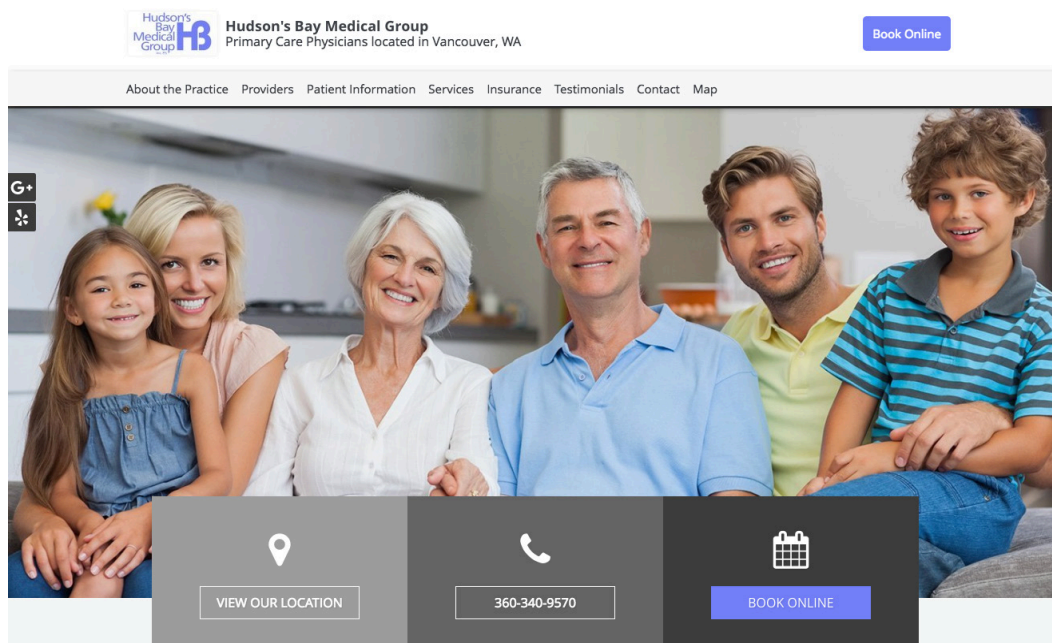 Hudson's
Bay
Medical
Group
HB
Hudson's Bay Medical Group
Primary Care Physicians located in Vancouver, WA
Book Online
About the Practice Providers Patient Information Services Insurance Testimonials Contact Map
G+
VIEW OUR LOCATION
360-340-9570
BOOK ONLINE